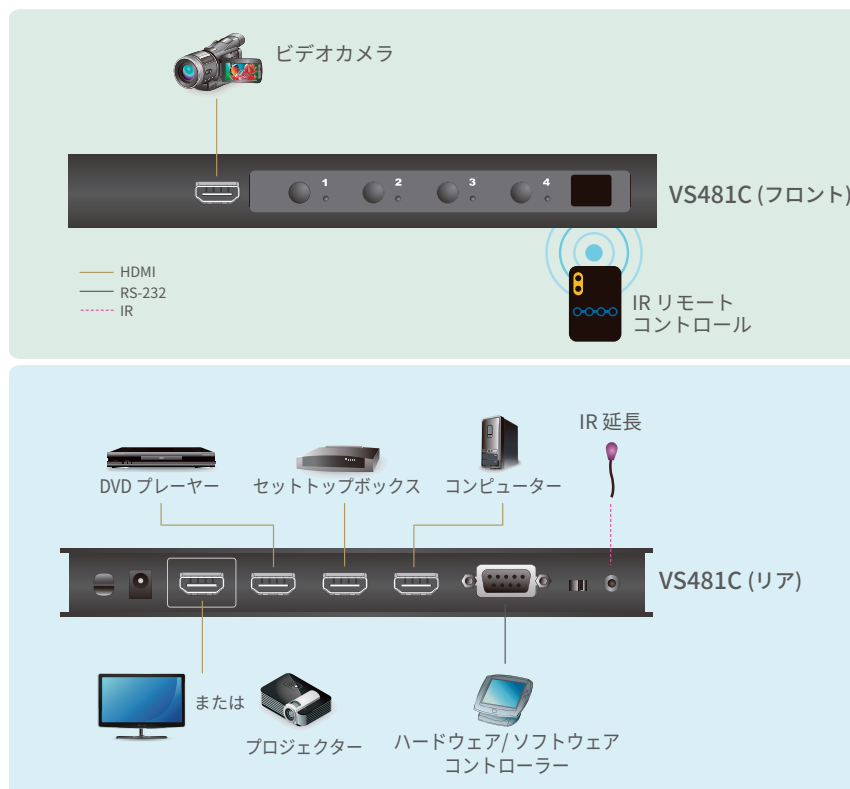 ビデオカメラ
1 2 3 4
VS481C (フロント)
HDMI
RS-232
IR
IR リモート
コントロール
IR 延長
DVD プレーヤー
セットトップボックス
コンピューター
VS481C (リア)
または
プロジェクター
ハードウェア/ ソフトウェア
コントローラー